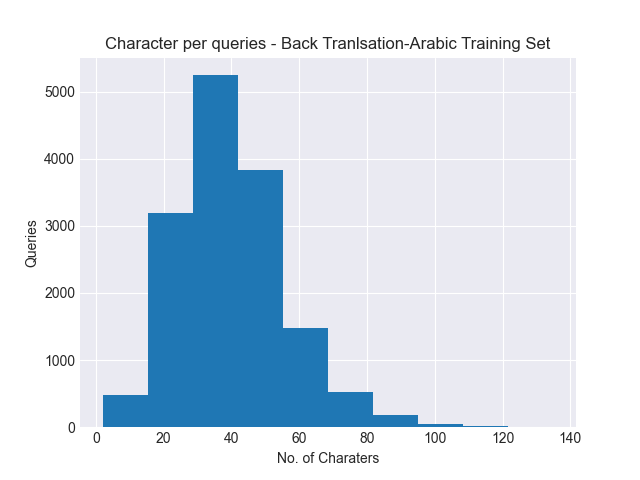 Character per queries - Back Tranlsation-Arabic Training Set
5000
4000
3000
2000
1000
0
Queries
0 20 40 60 80 100 120 140
No. of Charaters